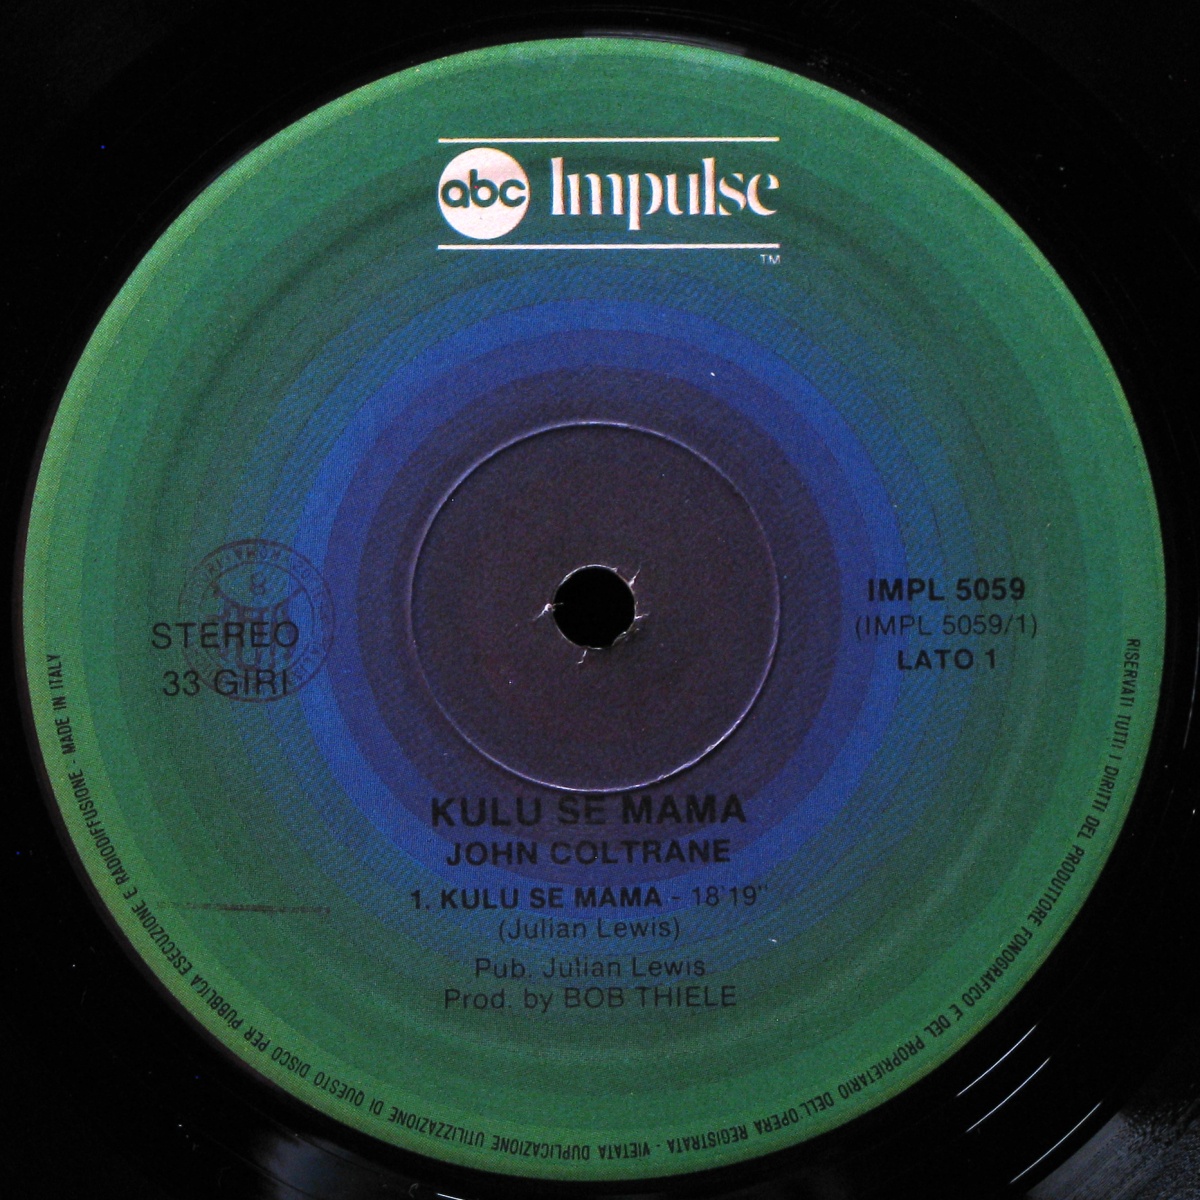 abc Impulse
TM
STEREO
33 GIRI
IMPL 5059
(IMPL 5059/1)
LATO 1
KULU SE MAMA
JOHN COLTRANE
1. KULU SE MAMA - 18'19"
(Julian Lewis)
Pub. Julian Lewis
Prod. by BOB THIELE
RISERVATI TUTTI I DIRITTI DEL PRODUTTORE FONOGRAFICO E DEL PROPRIETARIO DELL'OPERA REGISTRATA - VIETATA DUPLICAZIONE UTILIZZAZIONE DI QUESTO DISCO PER PUBBLICA ESECUZIONE E RADIODIFFUSIONE - MADE IN ITALY